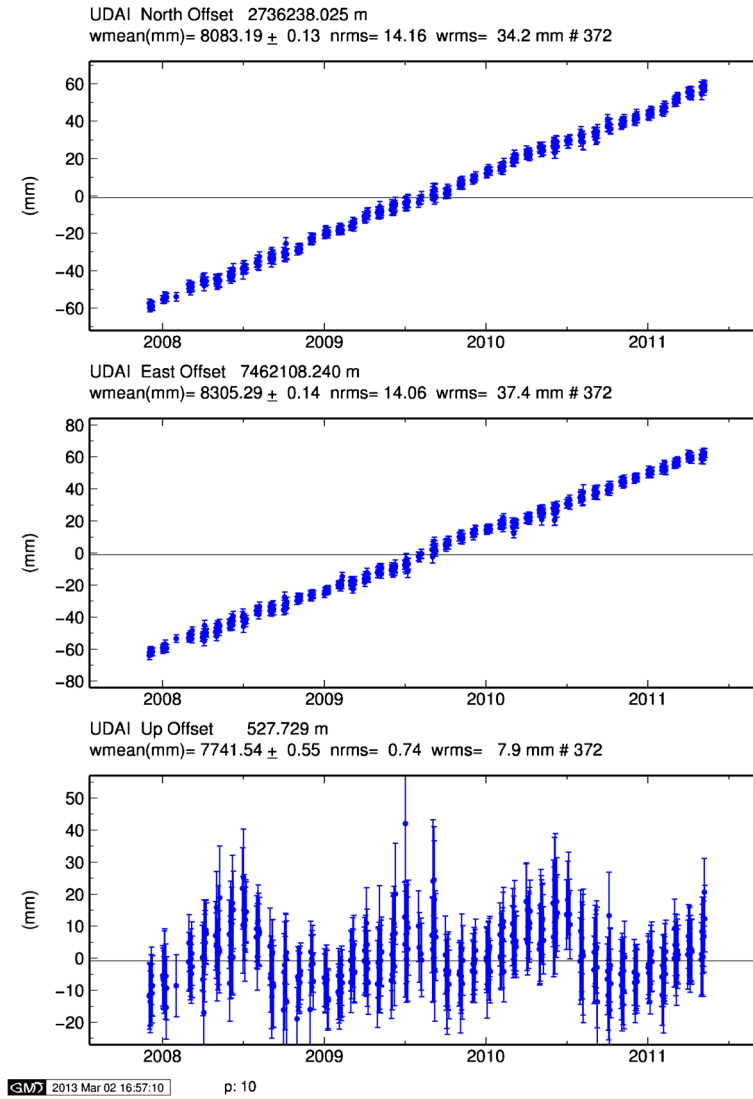 UDAI North Offset 2736238.025 m
wmean(mm)= 8083.19 ± 0.13 nrms= 14.16 wrms= 34.2 mm # 372
60
40
20
0
−20
−40
−60
(mm)
2008 2009 2010 2011
UDAI East Offset 7462108.240 m
wmean(mm)= 8305.29 ± 0.14 nrms= 14.06 wrms= 37.4 mm # 372
80
60
40
20
0
−20
−40
−60
−80
(mm)
2008 2009 2010 2011
UDAI Up Offset 527.729 m
wmean(mm)= 7741.54 ± 0.55 nrms= 0.74 wrms= 7.9 mm # 372
50
40
30
20
10
0
−10
−20
(mm)
2008 2009 2010 2011
GMT 2013 Mar 02 16:57:10 p: 10